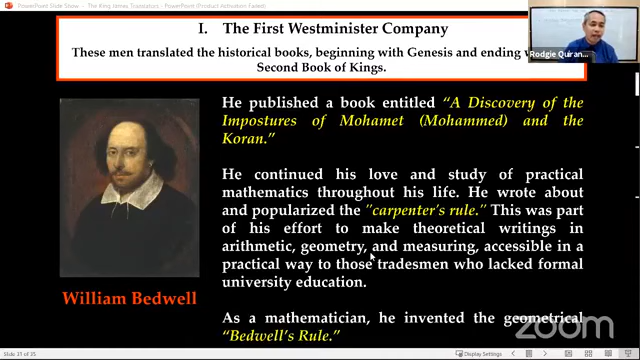 PowerPoint Slide Show - The King James Translators - PowerPoint (Product Activation Failed)
I. The First Westminister Company
These men translated the historical books, beginning with Genesis and ending
Second Book of Kings.
Rodgie Quiran...
He published a book entitled "A Discovery of the
Impostures of Mohamet (Mohammed) and the
Koran."
He continued his love and study of practical
mathematics throughout his life. He wrote about
and popularized the "carpenter's rule." This was part
of his effort to make theoretical writings in
arithmetic, geometry, and measuring, accessible in a
practical way to those tradesmen who lacked formal
university education.
William Bedwell
As a mathematician, he invented the geometrical
"Bedwell's Rule."
zoom
Slide 31 of 35
Display Settings